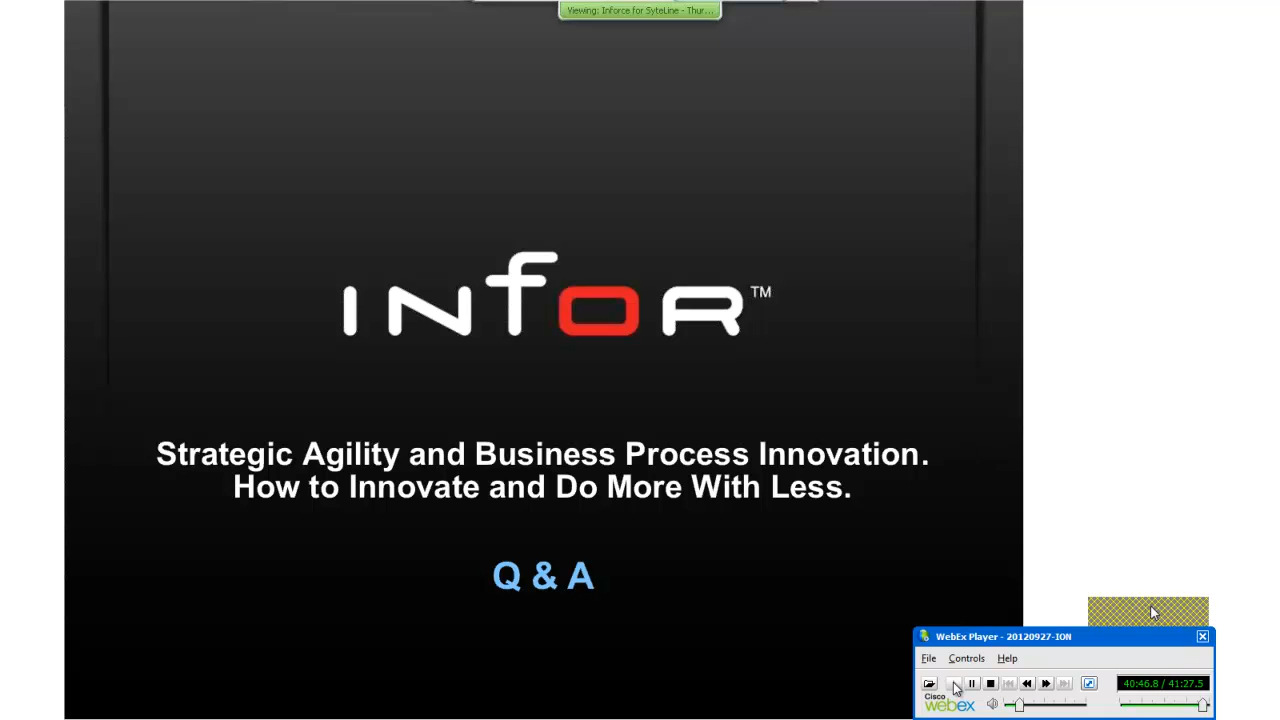 Viewing: Inforce for SyteLine - Thur...
INFOR™
Strategic Agility and Business Process Innovation.
How to Innovate and Do More With Less.
Q & A
WebEx Player - 20120927-ION
File Controls Help
40:46.8 / 41:27.5
Cisco
webex